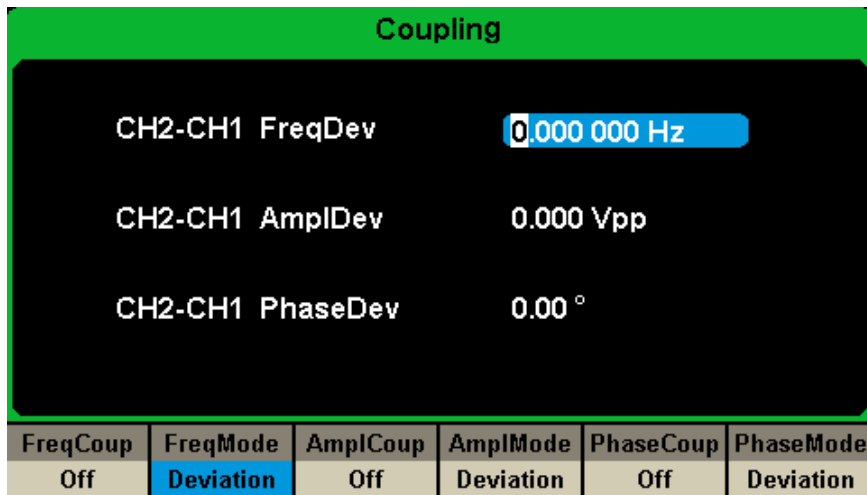 Coupling
CH2-CH1 FreqDev 0.000 000 Hz
CH2-CH1 AmplDev 0.000 Vpp
CH2-CH1 PhaseDev 0.00 °
FreqCoup FreqMode AmplCoup AmplMode PhaseCoup PhaseMode
Off Deviation Off Deviation Off Deviation